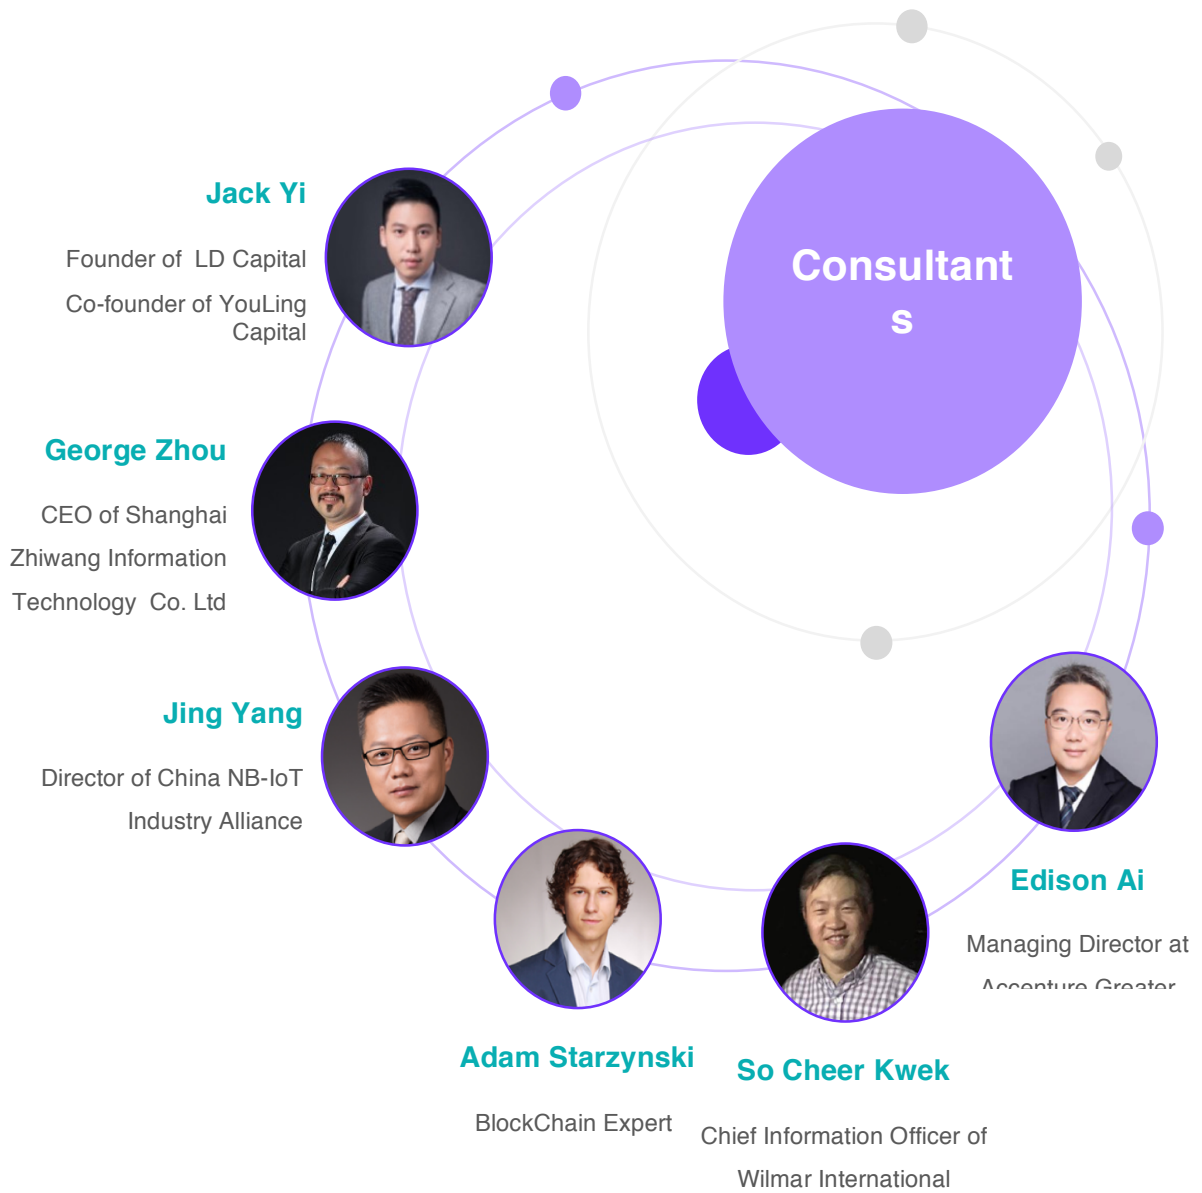 Consultant
s
Jack Yi
Founder of LD Capital
Co-founder of YouLing
Capital
George Zhou
CEO of Shanghai
Zhiwang Information
Technology Co. Ltd
Jing Yang
Director of China NB-IoT
Industry Alliance
Adam Starzynski
BlockChain Expert
So Cheer Kwek
Chief Information Officer of
Wilmar International
Edison Ai
Managing Director at
Accenture Greater